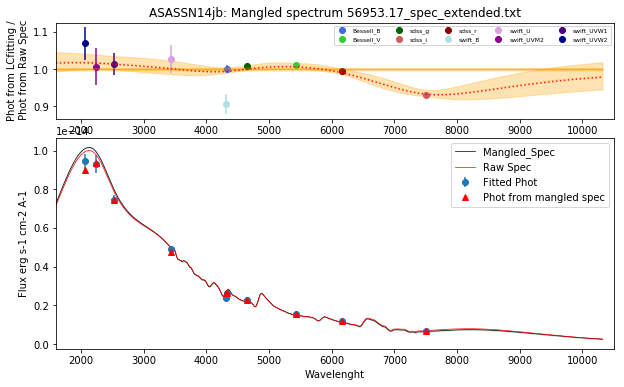 ASASSN14jb: Mangled spectrum 56953.17_spec_extended.txt
Phot from LCfitting /
Phot from Raw Spec
1.1
1.0
0.9
Bessell_B
Bessell_V
sdss_g
sdss_i
sdss_r
swift_B
swift_U
swift_UVM2
swift_UVW1
swift_UVW2
2000 3000 4000 5000 6000 7000 8000 9000 10000
1e−14
Flux erg s-1 cm-2 A-1
1.0
0.8
0.6
0.4
0.2
0.0
Mangled_Spec
Raw Spec
Fitted Phot
Phot from mangled spec
2000 3000 4000 5000 6000 7000 8000 9000 10000
Wavelenght